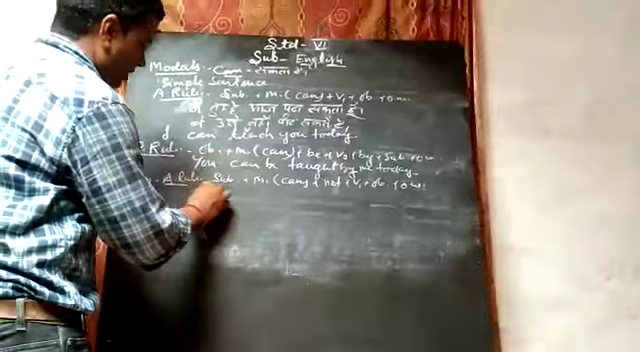 Std - VI
Sub - English
Modals - Can - सकता है।
Simple Sentence
A Rule - Sub. + M. (can) + V₁ + ob. + o w.
आज पढा सकता हूँ।
I can teach you today.
P. Rule - Ob. + M. (can) + be + V₃ + by + Sub + o w
You can be taught by me today.
A Rule - Sub + M. (can) + not + V₁ + ob. + o w.